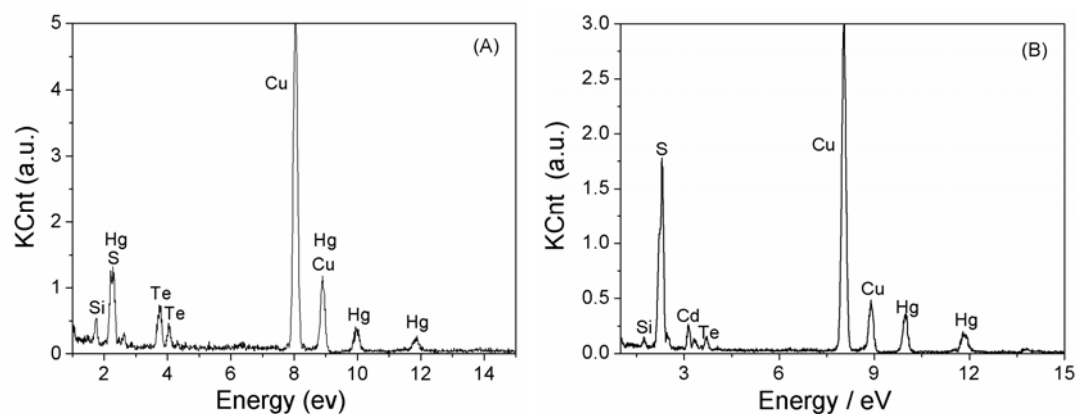 (A)
KCnt (a.u.)
5
4
3
2
1
0
Si
Hg
S
Te
Te
Cu
Hg
Cu
Hg
Hg
2 4 6 8 10 12 14
Energy (ev)
(B)
KCnt (a.u.)
3.0
2.5
2.0
1.5
1.0
0.5
0.0
Si
S
Cd
Te
Cu
Cu
Hg
Hg
3 6 9 12 15
Energy / eV